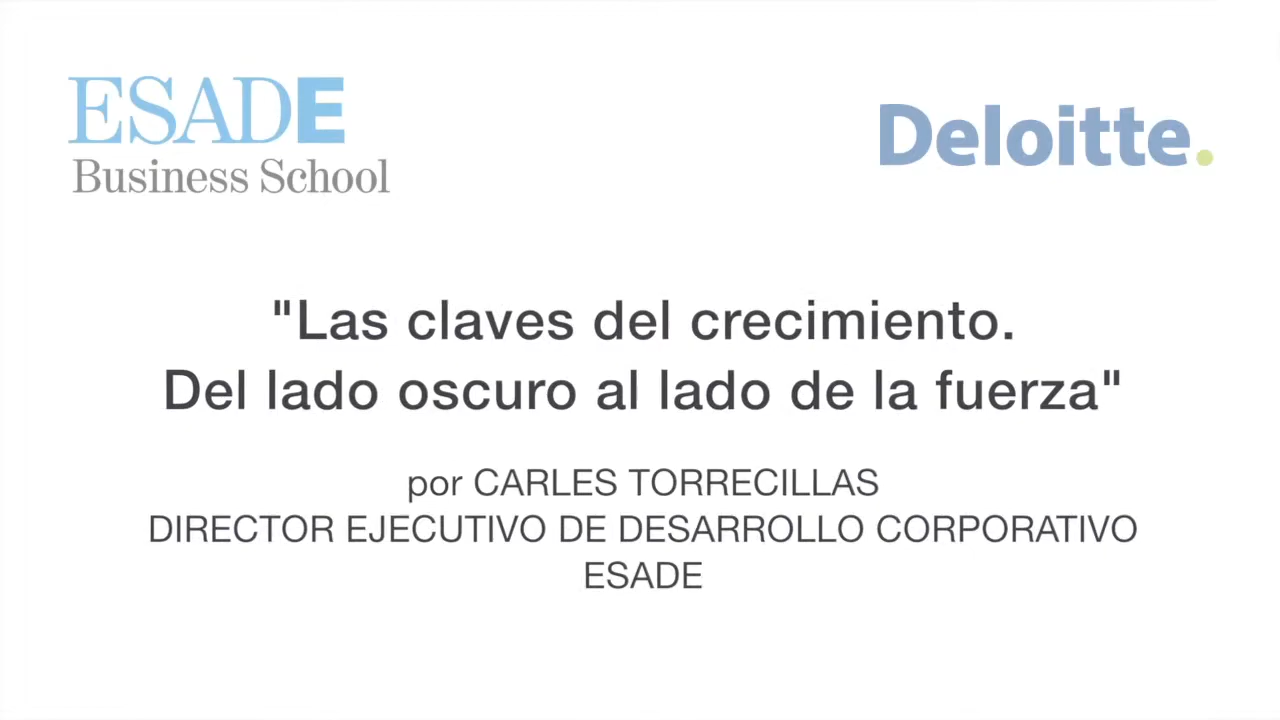 ESADE
Business School
Deloitte.
"Las claves del crecimiento.
Del lado oscuro al lado de la fuerza"
por CARLES TORRECILLAS
DIRECTOR EJECUTIVO DE DESARROLLO CORPORATIVO
ESADE